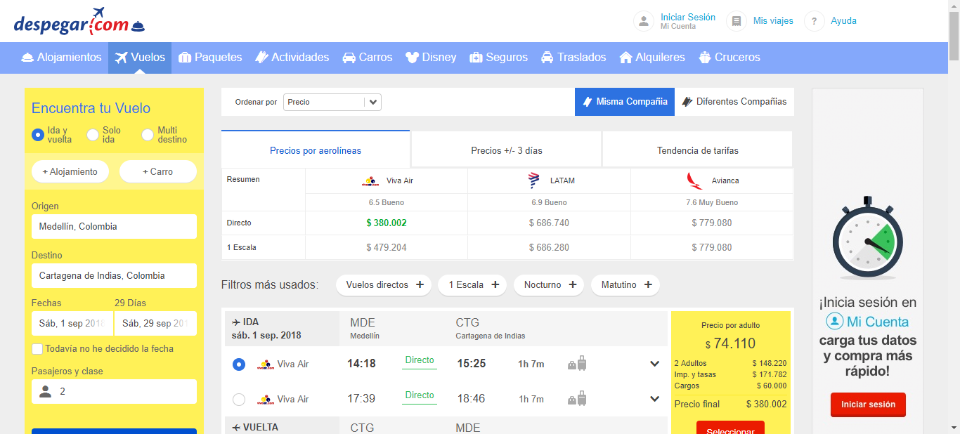 despegar.com
Iniciar Sesión
Mi Cuenta
Mis viajes
?
Ayuda
Alojamientos
Vuelos
Paquetes
Actividades
Carros
Disney
Seguros
Traslados
Alquileres
Cruceros
Encuentra tu Vuelo
Ida y vuelta
Solo ida
Multi destino
+ Alojamiento
+ Carro
Origen
Medellín, Colombia
Destino
Cartagena de Indias, Colombia
Fechas
29 Días
Sáb, 1 sep 2018
Sáb, 29 sep 2018
Todavía no he decidido la fecha
Pasajeros y clase
2
Ordenar por
Precio
Misma Compañía
Diferentes Compañías
Precios por aerolíneas
Precios +/- 3 días
Tendencia de tarifas
Resumen
Viva Air
LATAM
Avianca
6.5 Bueno
6.9 Bueno
7.6 Muy Bueno
Directo
$ 380.002
$ 686.740
$ 779.080
1 Escala
$ 479.204
$ 686.280
$ 779.080
Filtros más usados:
Vuelos directos +
1 Escala +
Nocturno +
Matutino +
IDA
MDE
CTG
sáb. 1 sep. 2018
Medellín
Cartagena de Indias
Viva Air
14:18
Directo
15:25
1h 7m
Viva Air
17:39
Directo
18:46
1h 7m
VUELTA
CTG
MDE
Precio por adulto
$ 74.110
2 Adultos
$ 148.220
Imp. y tasas
$ 171.782
Cargos
$ 60.000
Precio final
$ 380.002
Seleccionar
¡Inicia sesión en
Mi Cuenta
carga tus datos
y compra más
rápido!
Iniciar sesión